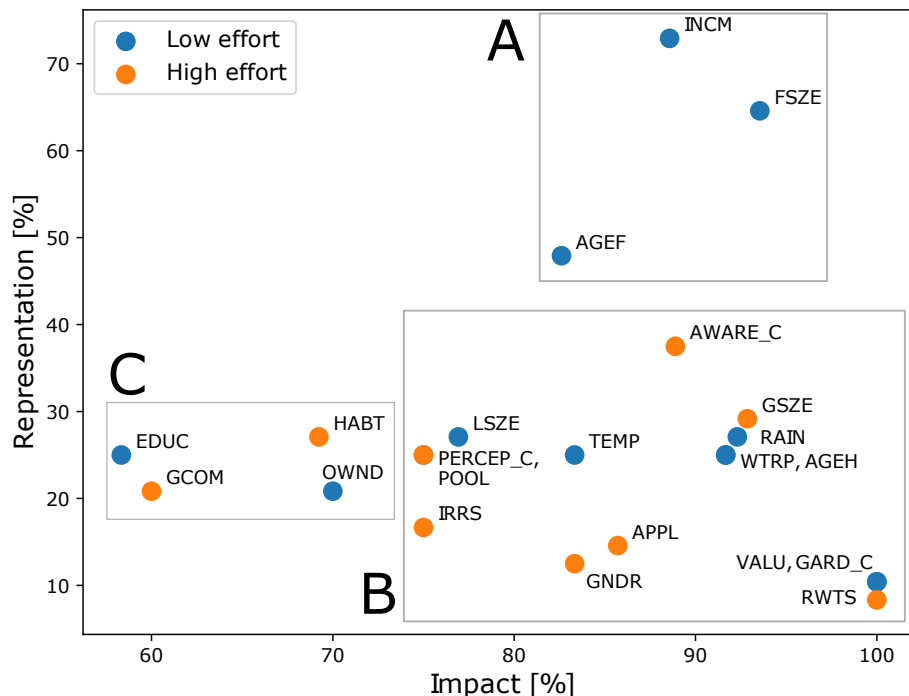 Low effort
High effort
A
INCM
FSZE
AGEF
70
60
50
40
30
20
10
Representation [%]
C
EDUC
GCOM
HABT
OWND
AWARE_C
GSZE
LSZE
TEMP
RAIN
PERCEP_C,
POOL
WTRP, AGEH
IRRS
APPL
GNDR
VALU, GARD_C
RWTS
B
60
70
80
90
100
Impact [%]